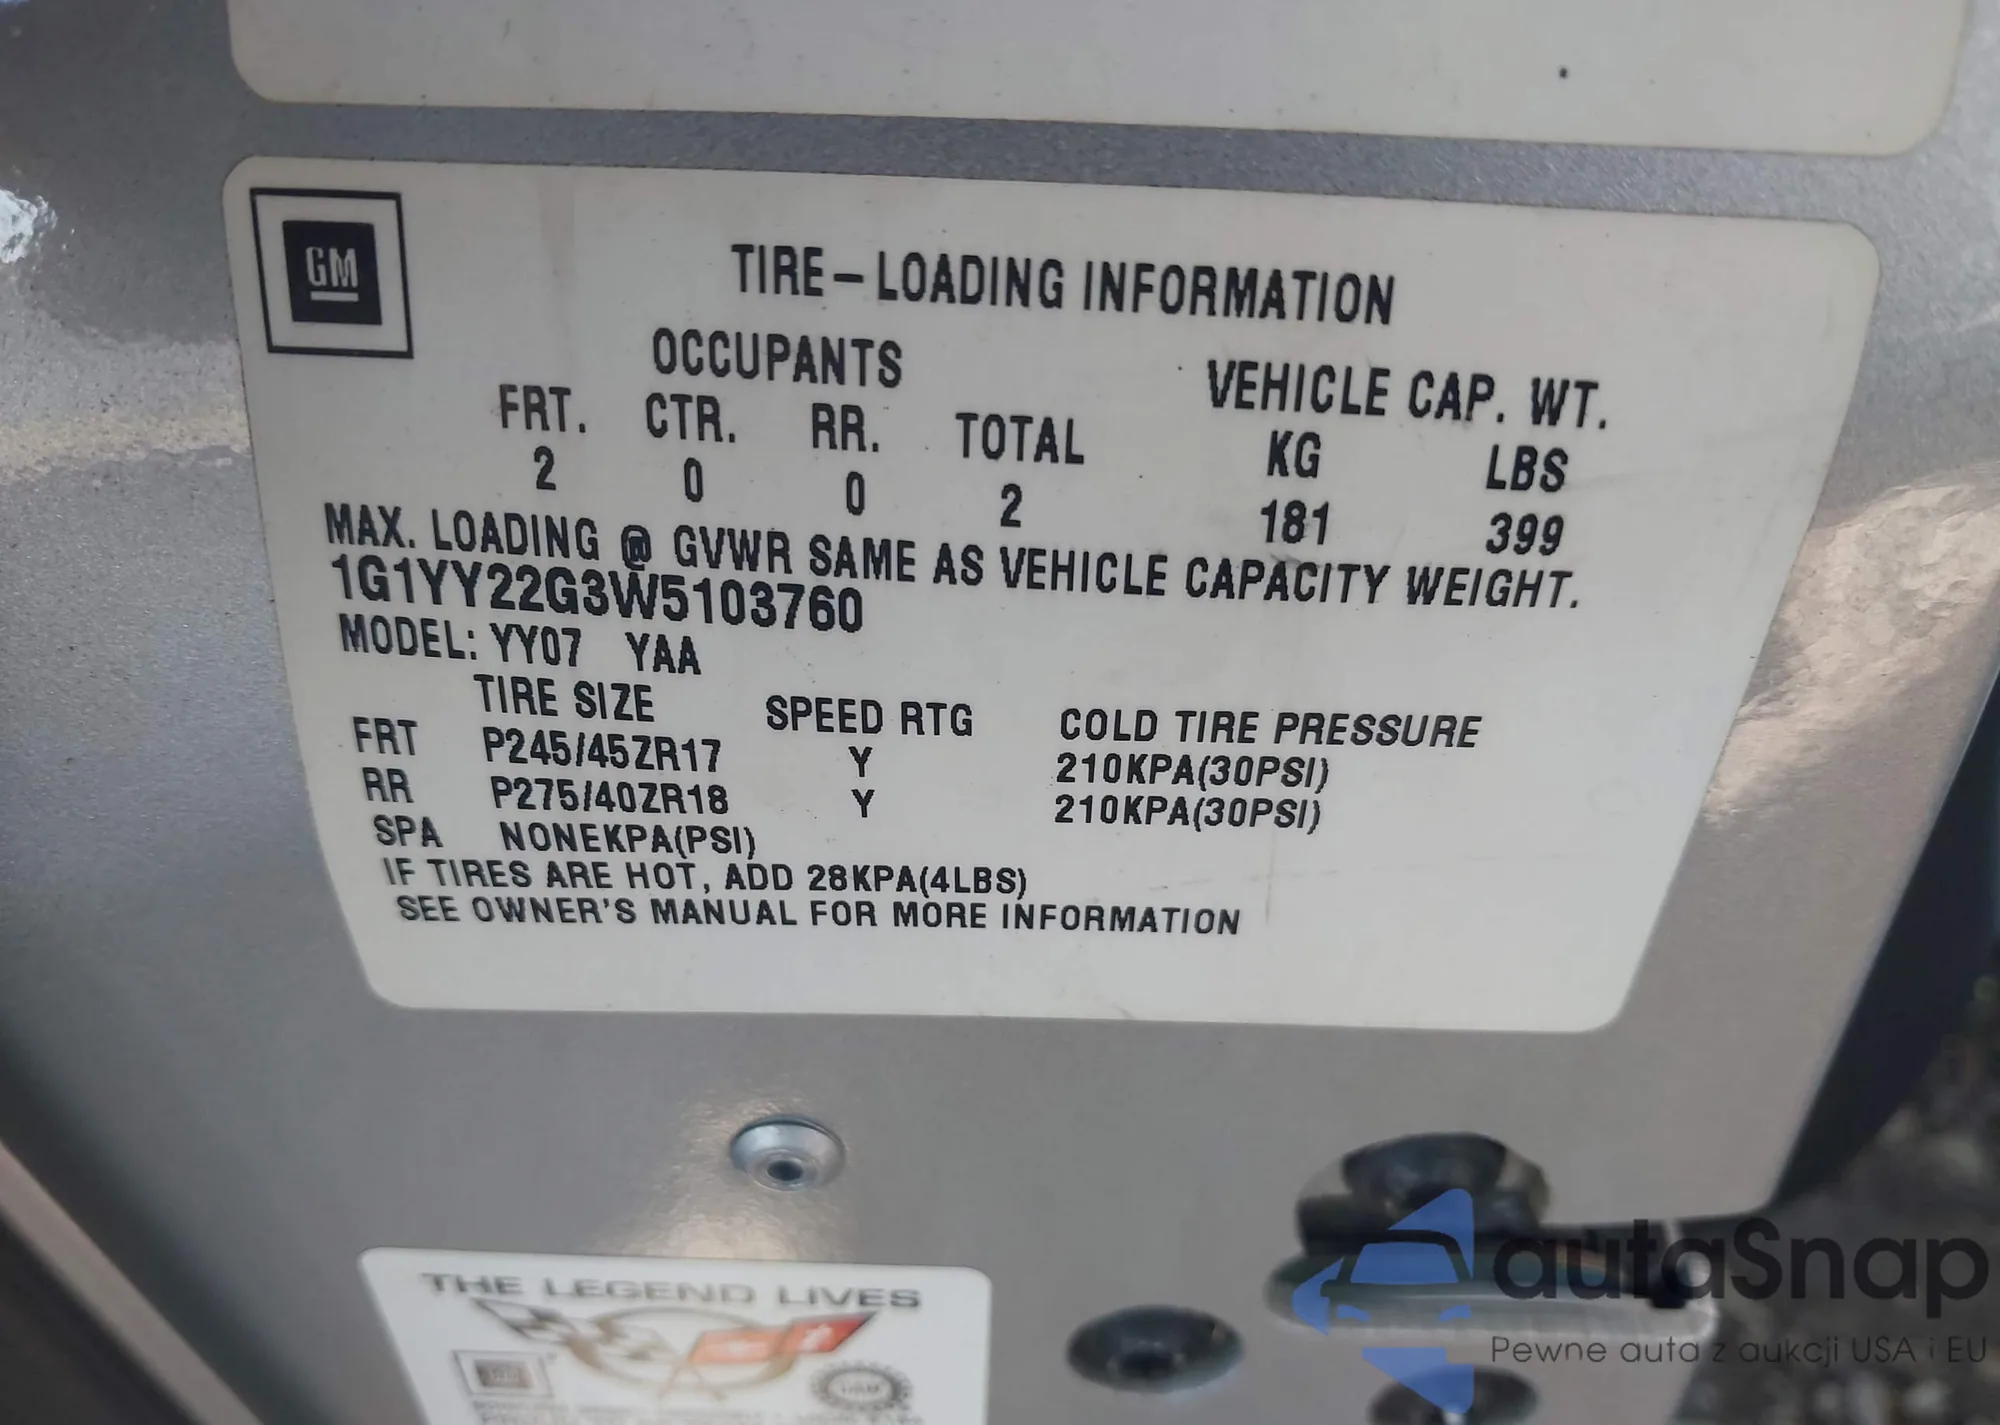 GM
TIRE-LOADING INFORMATION
OCCUPANTS VEHICLE CAP. WT.
FRT. CTR. RR. TOTAL KG LBS
2 0 0 2 181 399
MAX. LOADING @ GVWR SAME AS VEHICLE CAPACITY WEIGHT.
1G1YY22G3W5103760
MODEL: YY07 YAA
TIRE SIZE SPEED RTG COLD TIRE PRESSURE
FRT P245/45ZR17 Y 210KPA(30PSI)
RR P275/40ZR18 Y 210KPA(30PSI)
SPA NONEKPA(PSI)
IF TIRES ARE HOT, ADD 28KPA(4LBS)
SEE OWNER'S MANUAL FOR MORE INFORMATION
THE LEGEND LIVES
UAW
autaSnap
Pewne auta z aukcji USA i EU